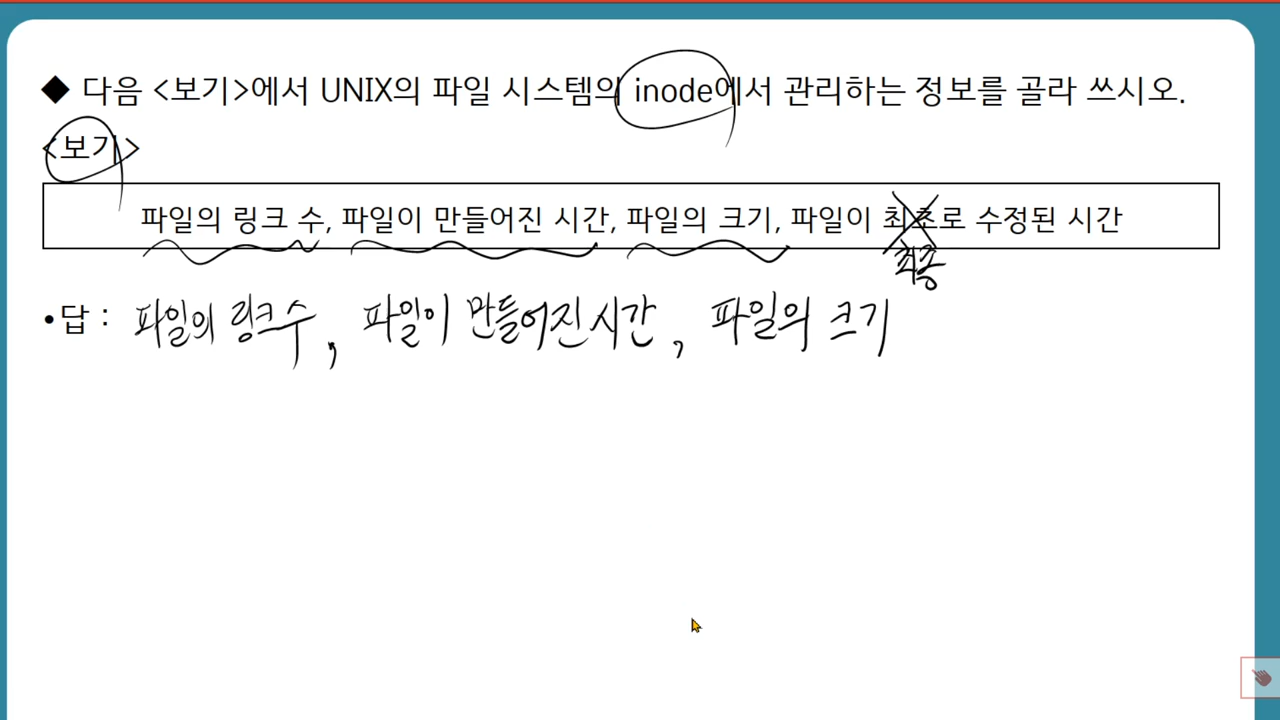 ◆ 다음 <보기>에서 UNIX의 파일 시스템의 inode에서 관리하는 정보를 골라 쓰시오.
<보기>
파일의 링크 수, 파일이 만들어진 시간, 파일의 크기, 파일이 최초로 수정된 시간
최종
•답 : 파일의 링크 수, 파일이 만들어진 시간, 파일의 크기